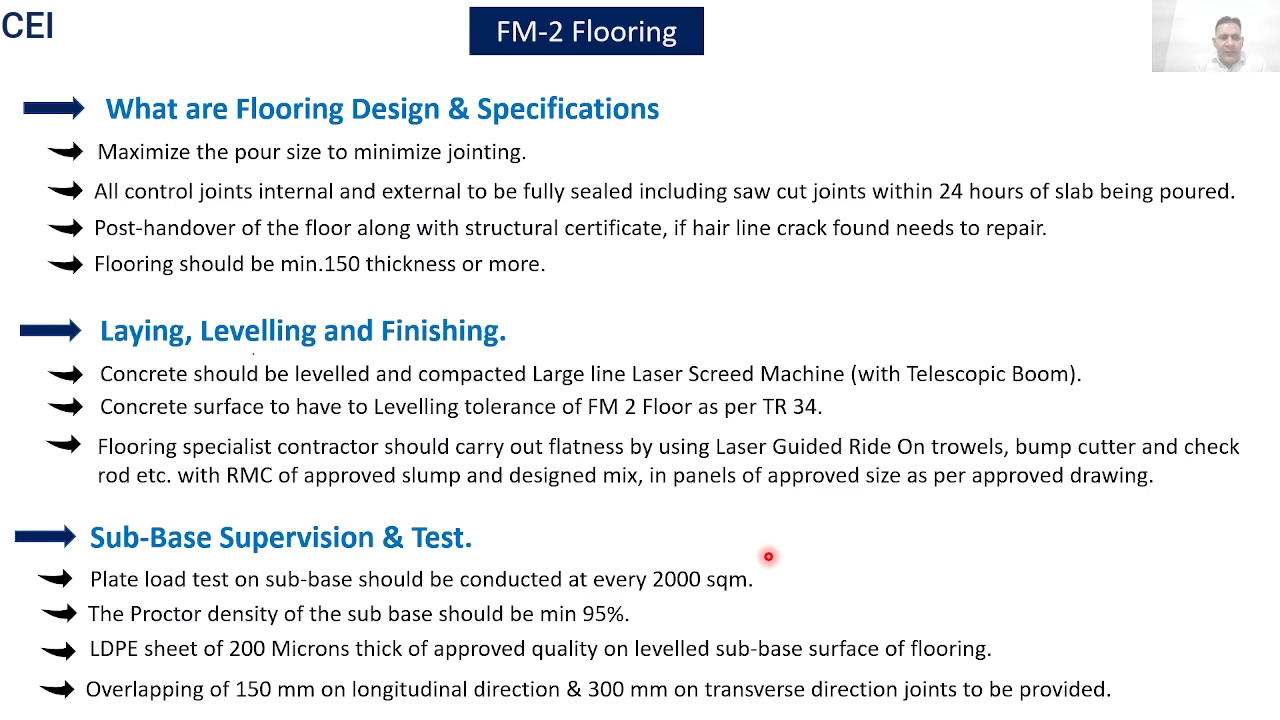 CEI
FM-2 Flooring
What are Flooring Design & Specifications
Maximize the pour size to minimize jointing.
All control joints internal and external to be fully sealed including saw cut joints within 24 hours of slab being poured.
Post-handover of the floor along with structural certificate, if hair line crack found needs to repair.
Flooring should be min.150 thickness or more.
Laying, Levelling and Finishing.
Concrete should be levelled and compacted Large line Laser Screed Machine (with Telescopic Boom).
Concrete surface to have to Levelling tolerance of FM 2 Floor as per TR 34.
Flooring specialist contractor should carry out flatness by using Laser Guided Ride On trowels, bump cutter and check
rod etc. with RMC of approved slump and designed mix, in panels of approved size as per approved drawing.
Sub-Base Supervision & Test.
Plate load test on sub-base should be conducted at every 2000 sqm.
The Proctor density of the sub base should be min 95%.
LDPE sheet of 200 Microns thick of approved quality on levelled sub-base surface of flooring.
Overlapping of 150 mm on longitudinal direction & 300 mm on transverse direction joints to be provided.